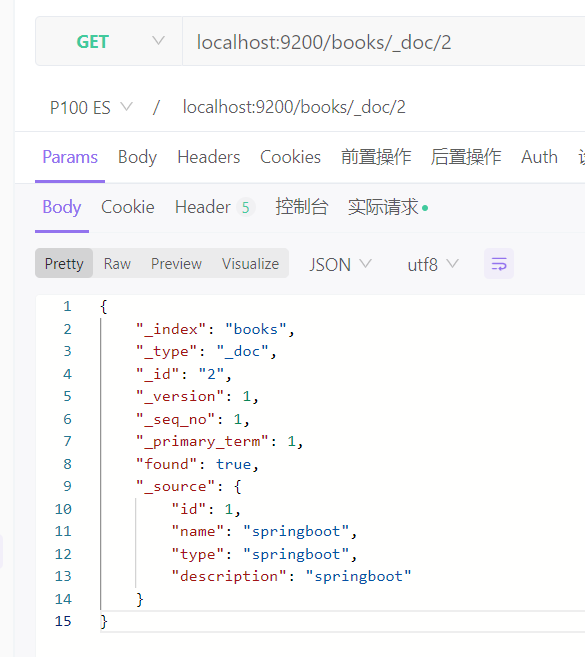 GET localhost:9200/books/_doc/2
P100 ES / localhost:9200/books/_doc/2
Params Body Headers Cookies 前置操作 后置操作 Auth
Body Cookie Header 5 控制台 实际请求
Pretty Raw Preview Visualize JSON utf8
1 {
2 "_index": "books",
3 "_type": "_doc",
4 "_id": "2",
5 "_version": 1,
6 "_seq_no": 1,
7 "_primary_term": 1,
8 "found": true,
9 "_source": {
10 "id": 1,
11 "name": "springboot",
12 "type": "springboot",
13 "description": "springboot"
14 }
15 }